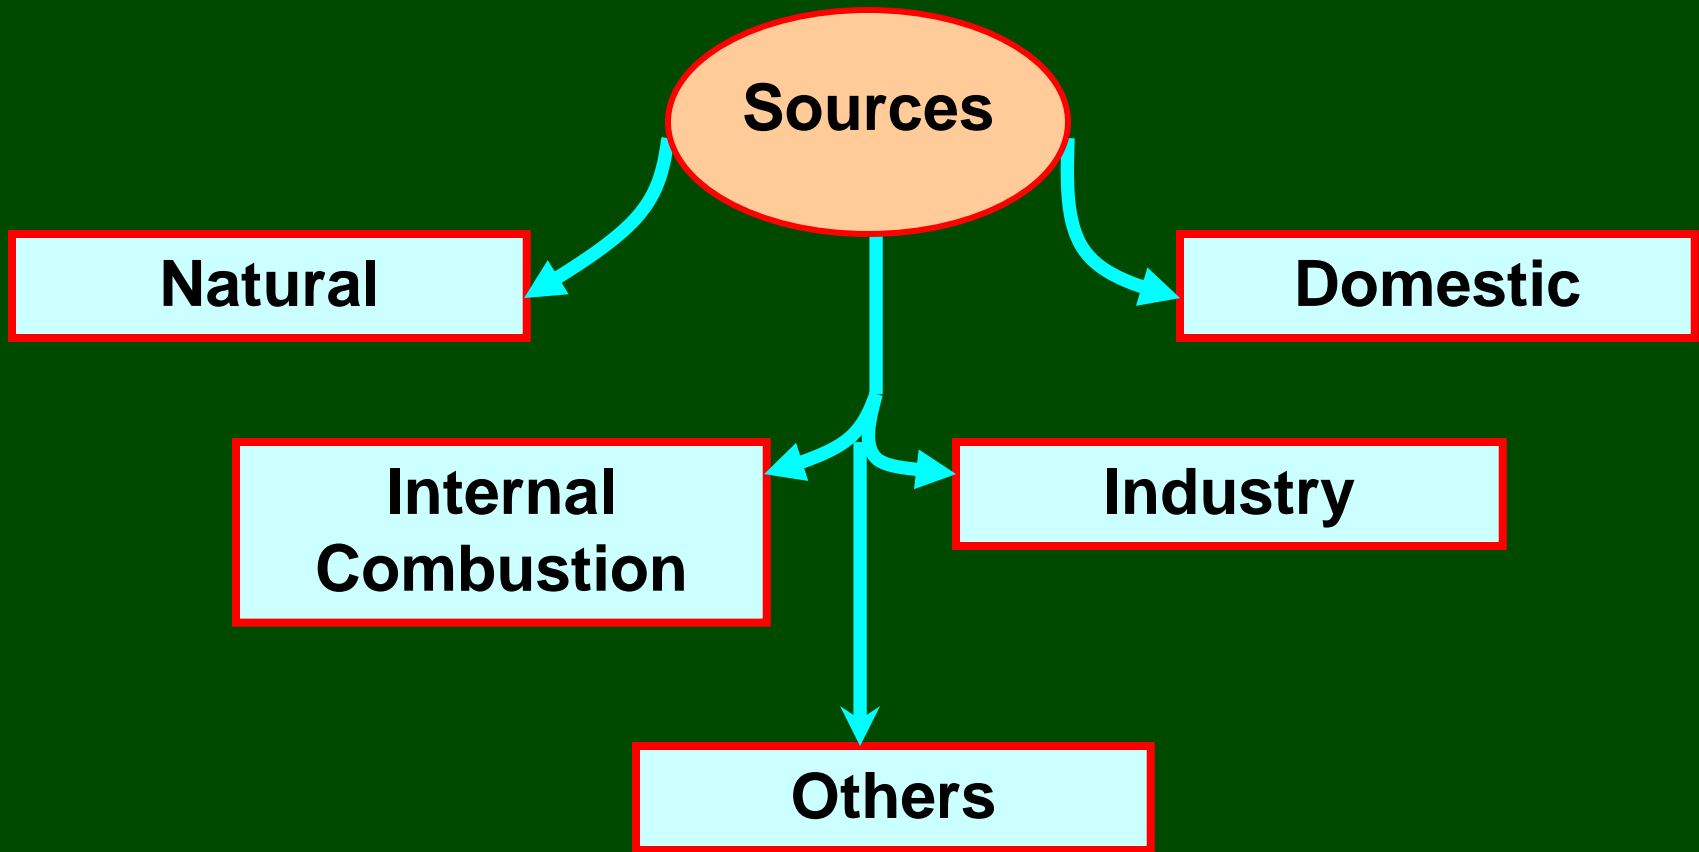 Sources
Natural
Domestic
Internal
Combustion
Industry
Others